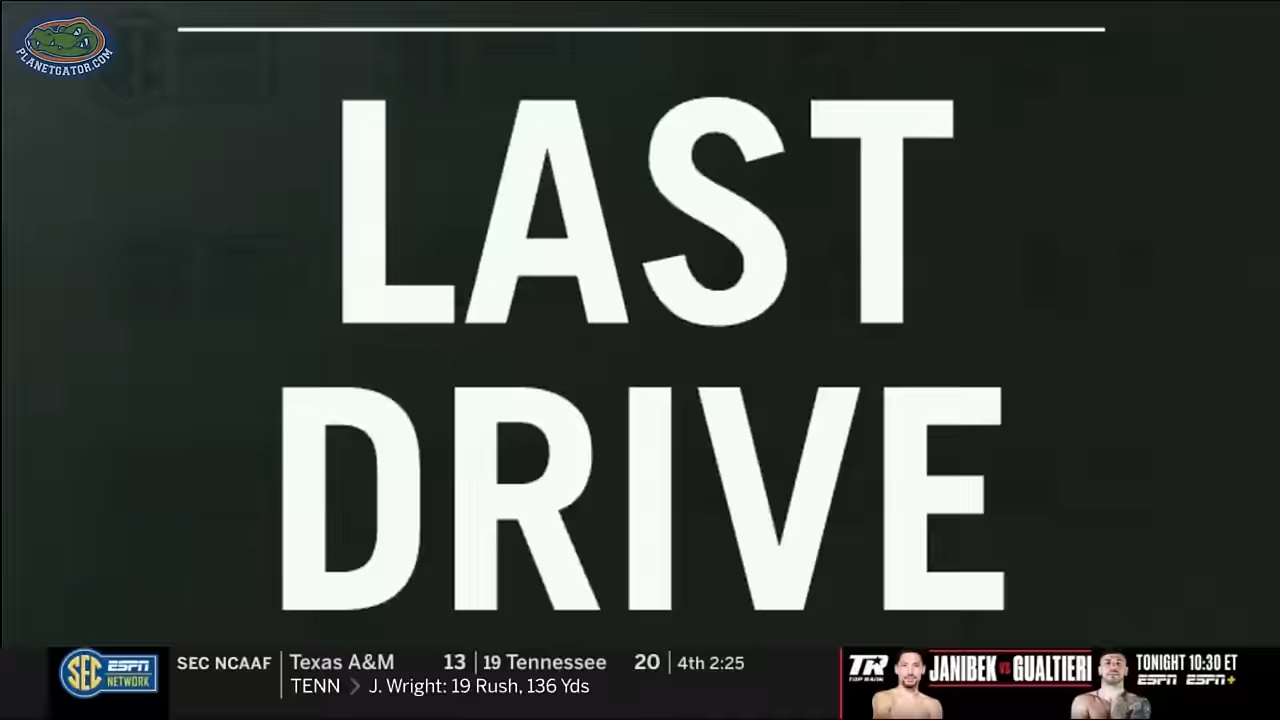 PLANETGATOR.COM
LAST
DRIVE
SEC ESPN NETWORK
SEC NCAAF
Texas A&M 13
19 Tennessee 20
4th 2:25
TENN > J. Wright: 19 Rush, 136 Yds
TR
TOP RANK
JANIBEK VS GUALTIERI
TONIGHT 10:30 ET
ESPN ESPN+